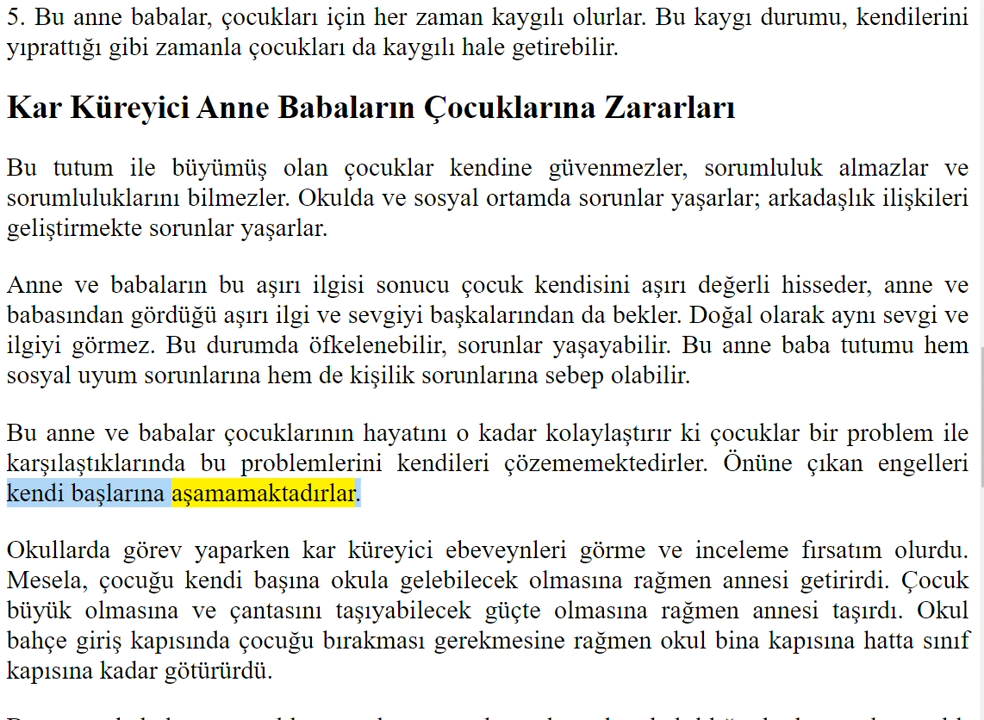 5. Bu anne babalar, çocukları için her zaman kaygılı olurlar. Bu kaygı durumu, kendilerini
yıprattığı gibi zamanla çocukları da kaygılı hale getirebilir.
Kar Küreyici Anne Babaların Çocuklarına Zararları
Bu tutum ile büyümüş olan çocuklar kendine güvenmezler, sorumluluk almazlar ve
sorumluluklarını bilmezler. Okulda ve sosyal ortamda sorunlar yaşarlar; arkadaşlık ilişkileri
geliştirmekte sorunlar yaşarlar.
Anne ve babaların bu aşırı ilgisi sonucu çocuk kendisini aşırı değerli hisseder, anne ve
babasından gördüğü aşırı ilgi ve sevgiyi başkalarından da bekler. Doğal olarak aynı sevgi ve
ilgiyi görmez. Bu durumda öfkelenebilir, sorunlar yaşayabilir. Bu anne baba tutumu hem
sosyal uyum sorunlarına hem de kişilik sorunlarına sebep olabilir.
Bu anne ve babalar çocuklarının hayatını o kadar kolaylaştırır ki çocuklar bir problem ile
karşılaştıklarında bu problemlerini kendileri çözememektedirler. Önüne çıkan engelleri
kendi başlarına aşamamaktadırlar.
Okullarda görev yaparken kar küreyici ebeveynleri görme ve inceleme fırsatım olurdu.
Mesela, çocuğu kendi başına okula gelebilecek olmasına rağmen annesi getirirdi. Çocuk
büyük olmasına ve çantasını taşıyabilecek güçte olmasına rağmen annesi taşırdı. Okul
bahçe giriş kapısında çocuğu bırakması gerekmesine rağmen okul bina kapısına hatta sınıf
kapısına kadar götürürdü.